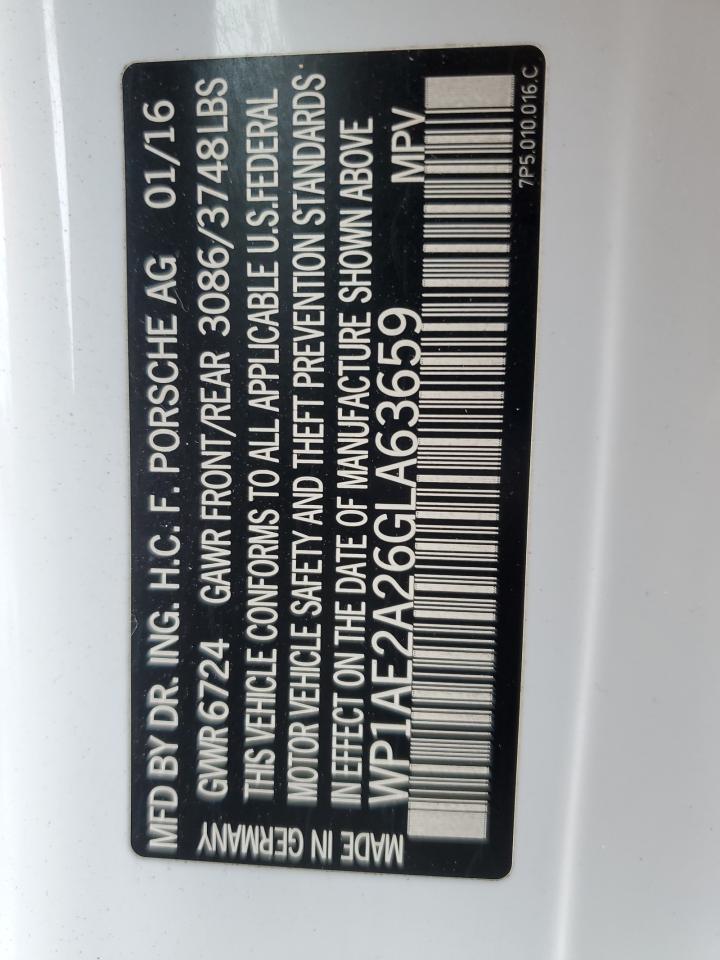 MFD BY DR. ING. H.C. F. PORSCHE AG 01/16
GVWR 6724 GAWR FRONT/REAR 3086/3748LBS
THIS VEHICLE CONFORMS TO ALL APPLICABLE U.S.FEDERAL
MOTOR VEHICLE SAFETY AND THEFT PREVENTION STANDARDS
IN EFFECT ON THE DATE OF MANUFACTURE SHOWN ABOVE
WP1AE2A26GLA63659 MPV
MADE IN GERMANY
7P5.010.016.C